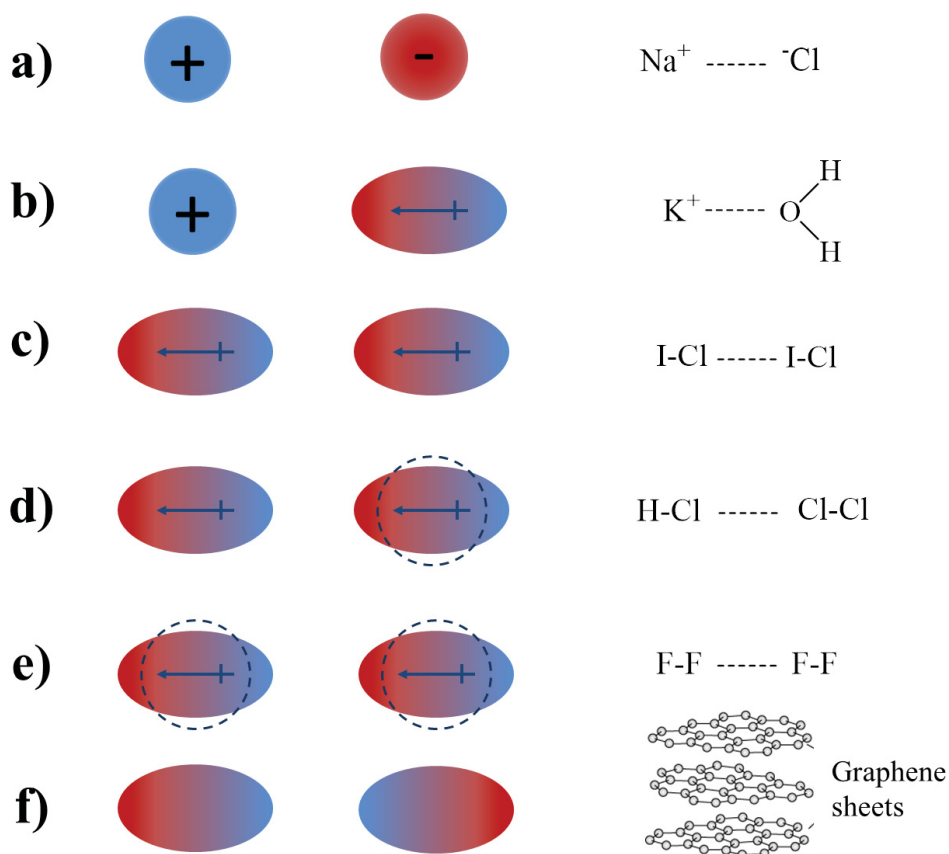 a) + - Na⁺ ------ ⁻Cl
b) + K⁺ ------ O H H
c) I-Cl ------ I-Cl
d) H-Cl ------ Cl-Cl
e) F-F ------ F-F
f) Graphene
sheets